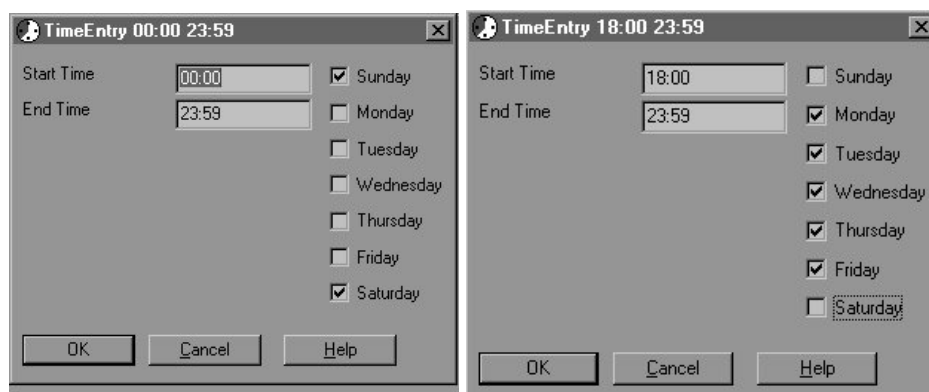 TimeEntry 00:00 23:59
Start Time 00:00 Sunday
End Time 23:59 Monday
Tuesday
Wednesday
Thursday
Friday
Saturday
OK Cancel Help
TimeEntry 18:00 23:59
Start Time 18:00 Sunday
End Time 23:59 Monday
Tuesday
Wednesday
Thursday
Friday
Saturday
OK Cancel Help